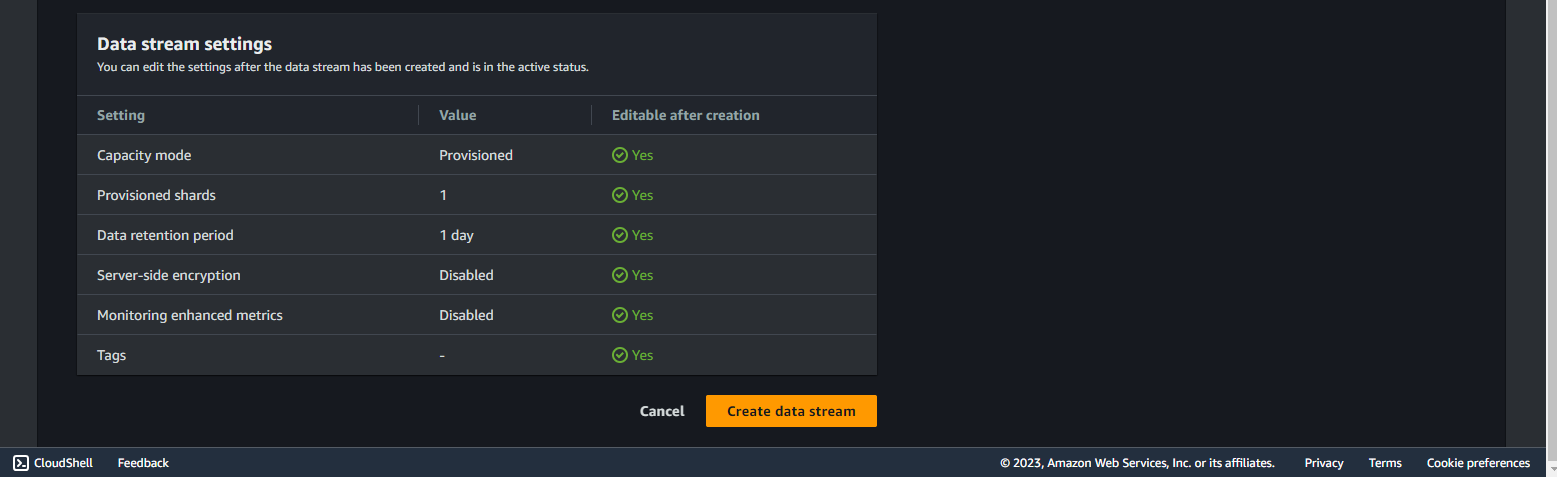 Data stream settings
You can edit the settings after the data stream has been created and is in the active status.
Setting Value Editable after creation
Capacity mode Provisioned Yes
Provisioned shards 1 Yes
Data retention period 1 day Yes
Server-side encryption Disabled Yes
Monitoring enhanced metrics Disabled Yes
Tags - Yes
Cancel Create data stream
CloudShell Feedback © 2023, Amazon Web Services, Inc. or its affiliates. Privacy Terms Cookie preferences